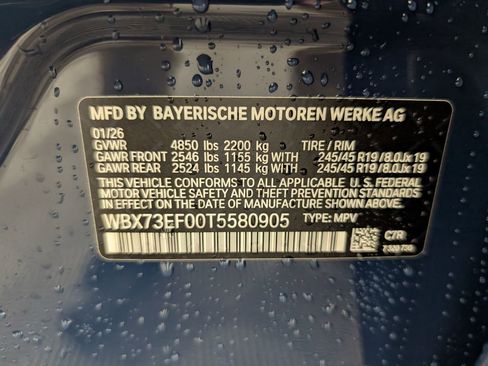 MFD BY BAYERISCHE MOTOREN WERKE AG
01/26
GVWR 4850 lbs 2200 kg TIRE / RIM
GAWR FRONT 2546 lbs 1155 kg WITH 245/45 R19 / 8.0Jx 19
GAWR REAR 2524 lbs 1145 kg WITH 245/45 R19 / 8.0Jx 19
THIS VEHICLE CONFORMS TO ALL APPLICABLE U.S. FEDERAL
MOTOR VEHICLE SAFETY AND THEFT PREVENTION STANDARDS
IN EFFECT ON THE DATE OF MANUFACTURE SHOWN ABOVE.
WBX73EF00T5580905 TYPE: MPV
C7R